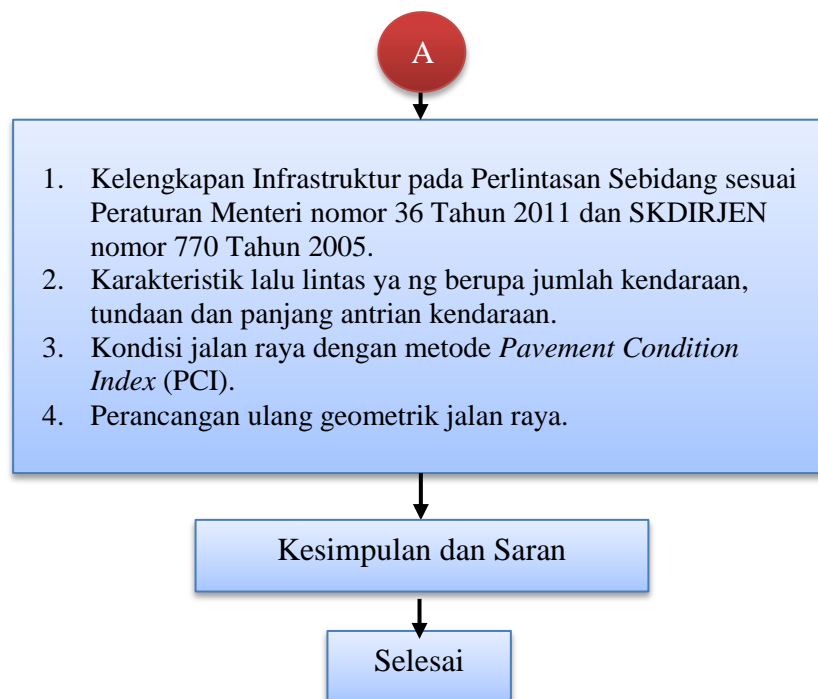 A
1. Kelengkapan Infrastruktur pada Perlintasan Sebidang sesuai
Peraturan Menteri nomor 36 Tahun 2011 dan SKDIRJEN
nomor 770 Tahun 2005.
2. Karakteristik lalu lintas ya ng berupa jumlah kendaraan,
tundaan dan panjang antrian kendaraan.
3. Kondisi jalan raya dengan metode Pavement Condition
Index (PCI).
4. Perancangan ulang geometrik jalan raya.
Kesimpulan dan Saran
Selesai